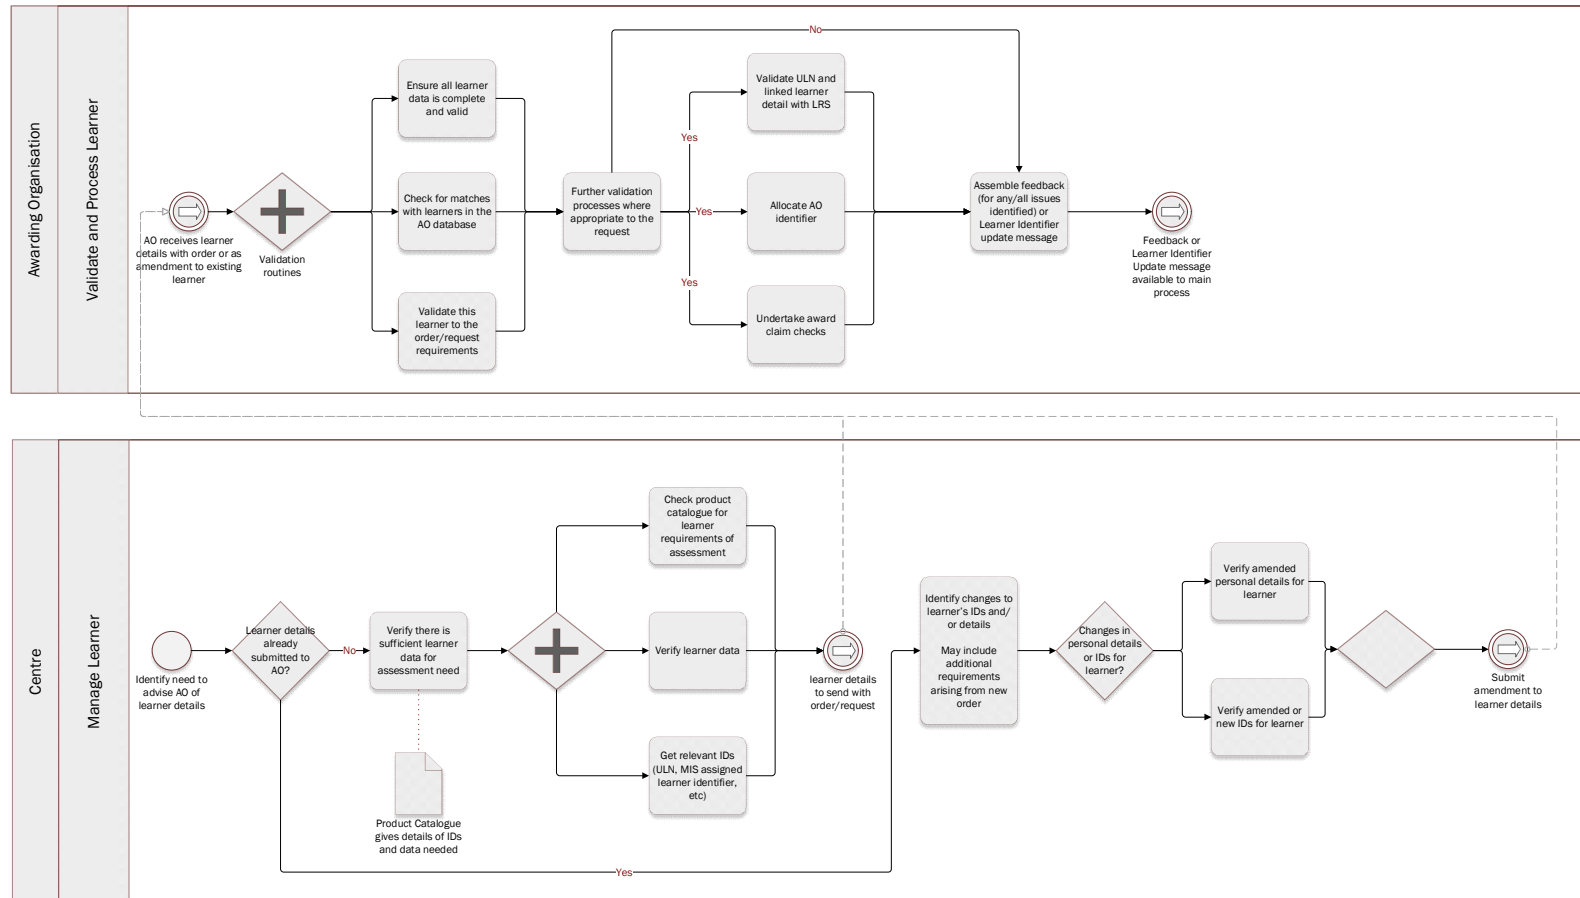 Awarding Organisation
Validate and Process Learner
AO receives learner
details with order or as
amendment to existing
learner
Validation
routines
Ensure all learner
data is complete
and valid
Check for matches
with learners in the
AO database
Validate this
learner to the
order/request
requirements
Further validation
processes where
appropriate to the
request
No
Yes
Yes
Yes
Validate ULN and
linked learner
detail with LRS
Allocate AO
identifier
Undertake award
claim checks
Assemble feedback
(for any/all issues
identified) or
Learner Identifier
update message
Feedback or
Learner Identifier
Update message
available to main
process
Centre
Manage Learner
Identify need to
advise AO of
learner details
Learner details
already
submitted to
AO?
No
Verify there is
sufficient learner
data for
assessment need
Product Catalogue
gives details of IDs
and data needed
Check product
catalogue for
learner
requirements of
assessment
Verify learner data
Get relevant IDs
(ULN, MIS assigned
learner identifier,
etc)
learner details
to send with
order/request
Yes
Identify changes to
learner's IDs and/
or details
May include
additional
requirements
arising from new
order
Changes in
personal details
or IDs for
learner?
Verify amended
personal details for
learner
Verify amended or
new IDs for learner
Submit
amendment to
learner details